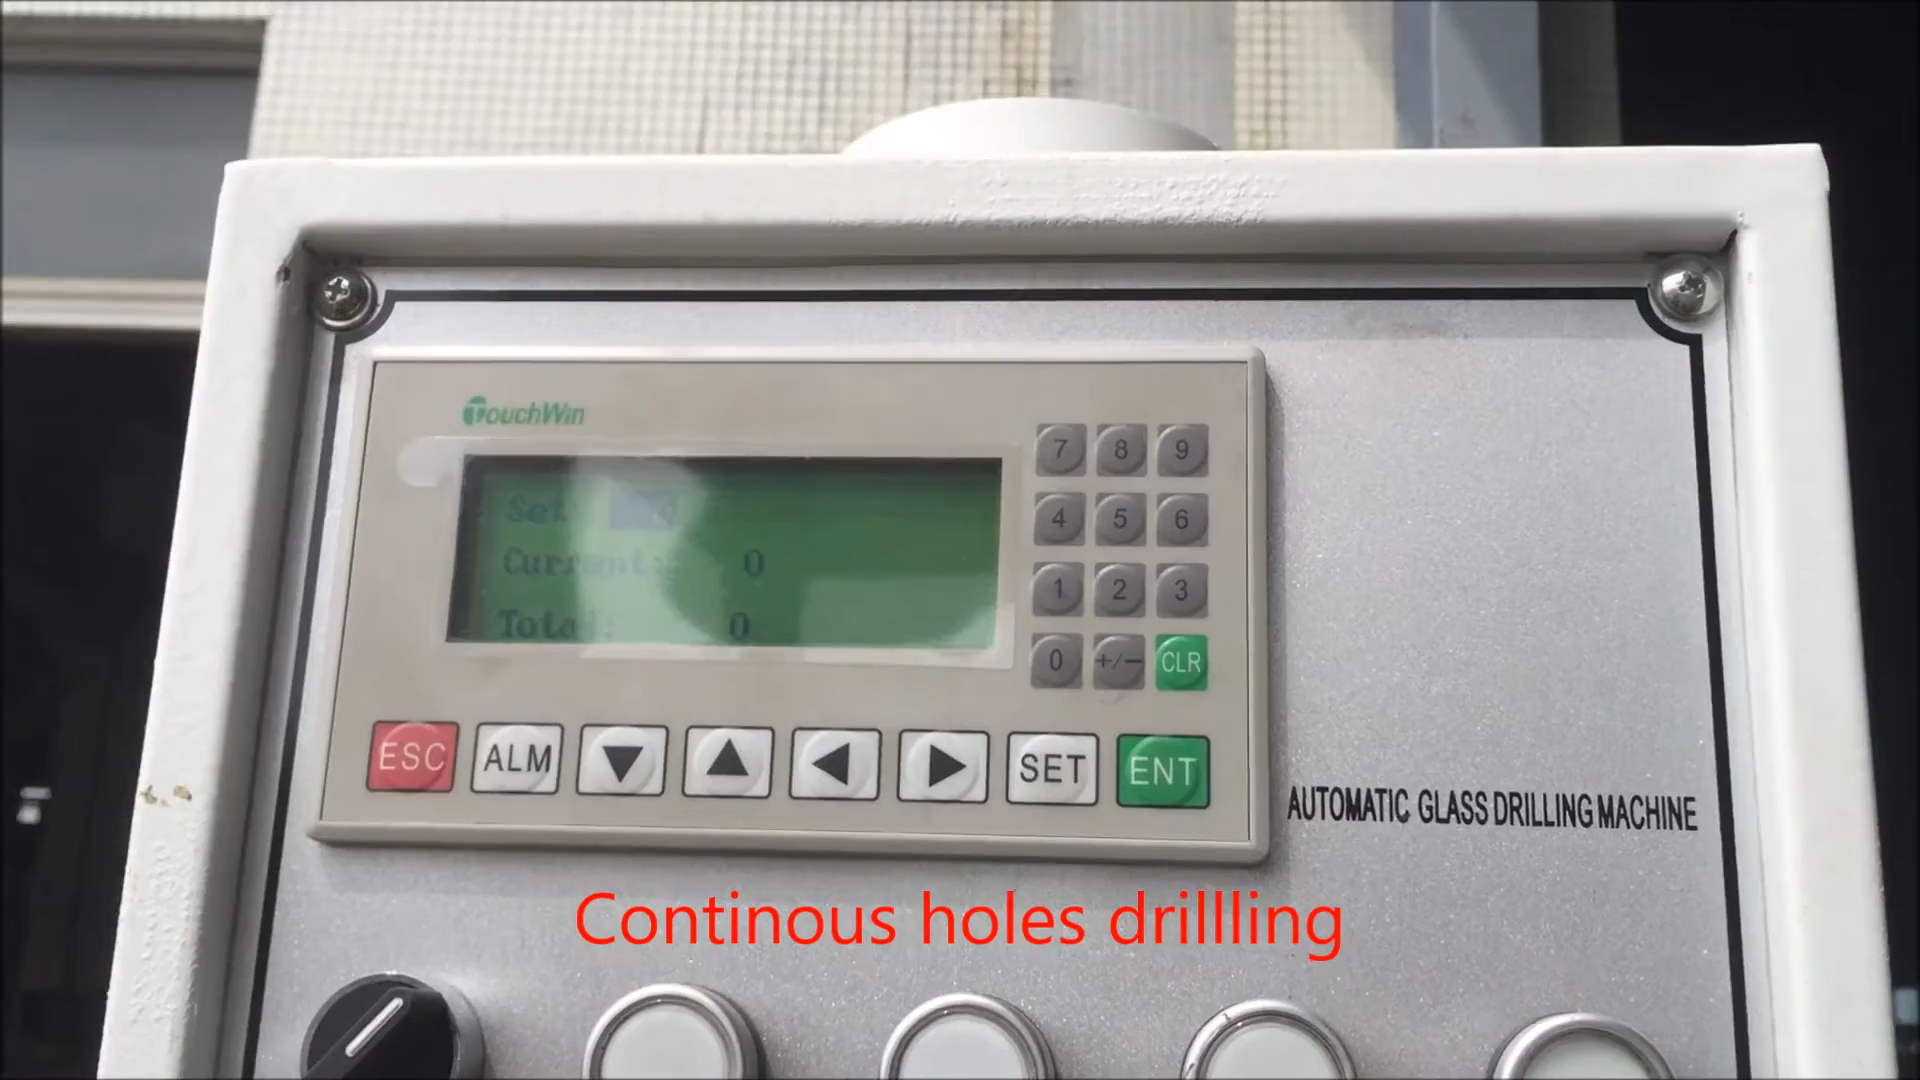 TouchWin
Set
Current: 0
Total: 0
7 8 9
4 5 6
1 2 3
0 +/- CLR
ESC ALM SET ENT
AUTOMATIC GLASS DRILLING MACHINE
Continous holes drillling